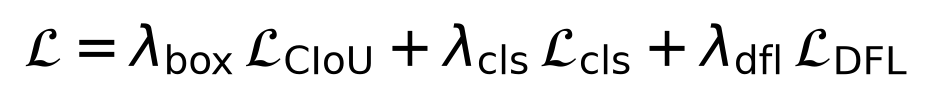 ℒ = λ_box ℒ_CIoU + λ_cls ℒ_cls + λ_dfl ℒ_DFL